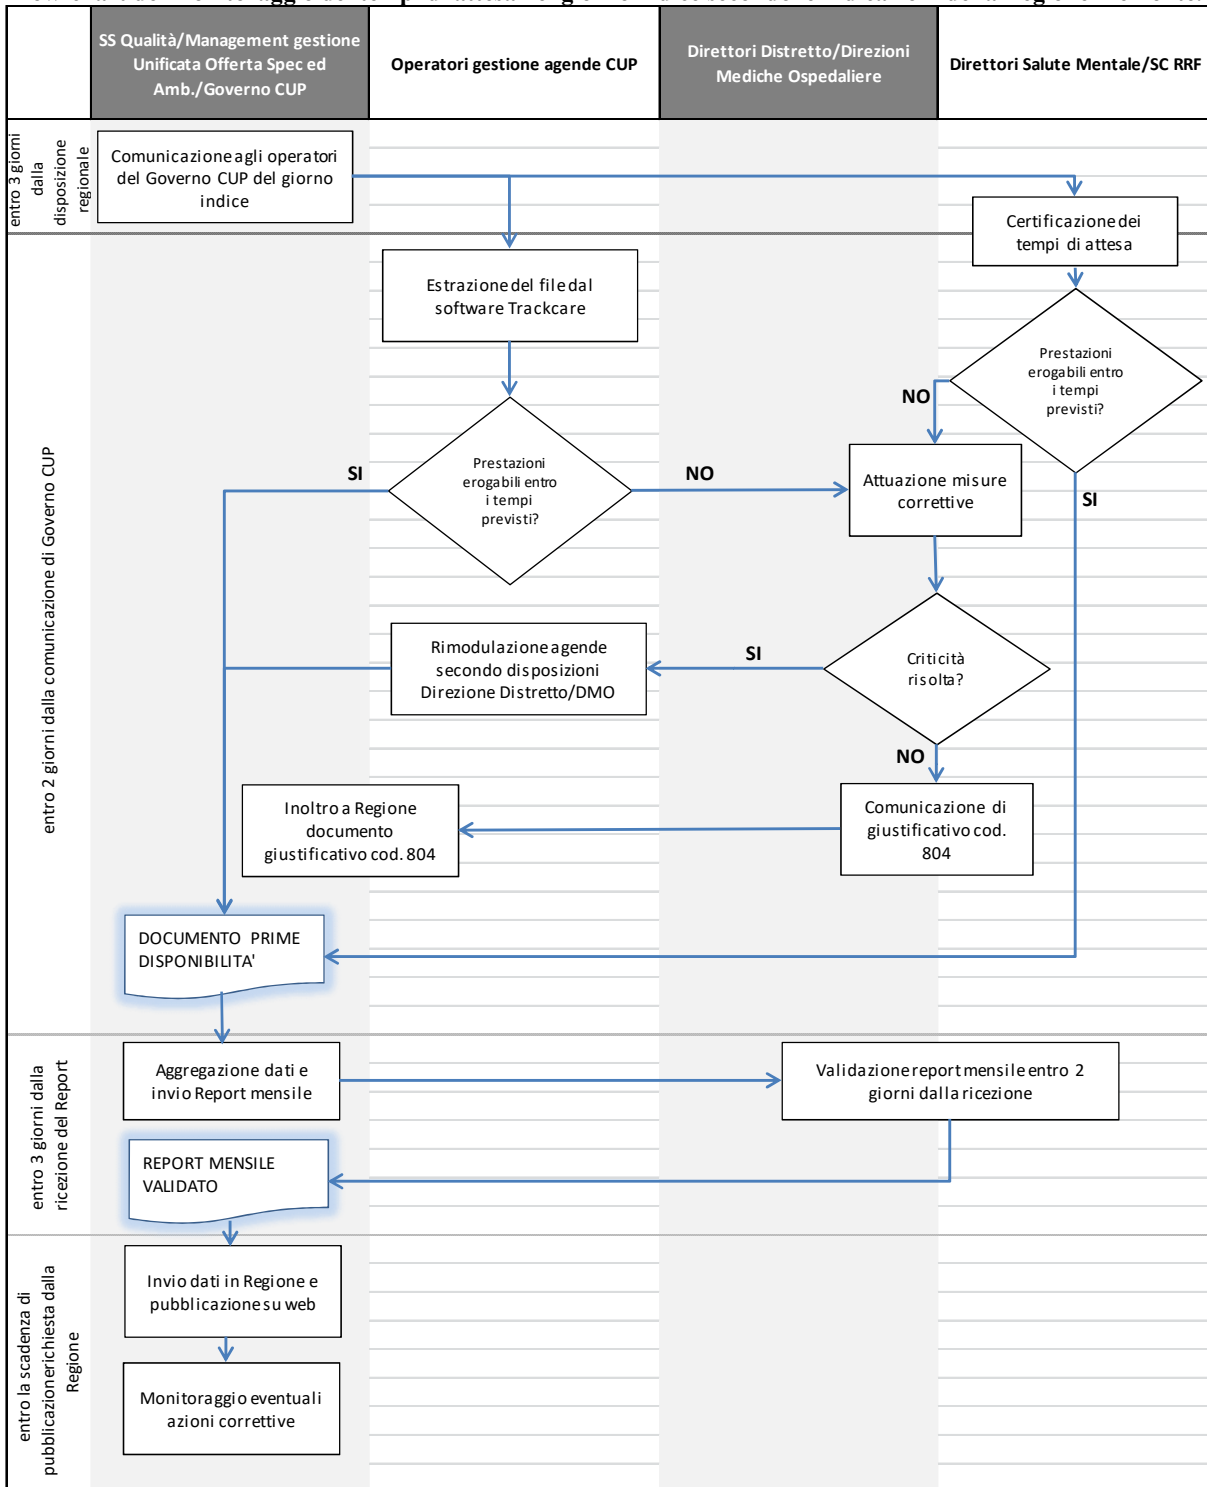 SS Qualità/Management gestione
Unificata Offerta Spec ed
Amb./Governo CUP
Operatori gestione agende CUP
Direttori Distretto/Direzioni
Mediche Ospedaliere
Direttori Salute Mentale/SC RRF
entro 3 giorni
dalla
disposizione
regionale
Comunicazione agli operatori
del Governo CUP del giorno
indice
Certificazione dei
tempi di attesa
entro 2 giorni dalla comunicazione di Governo CUP
Estrazione del file dal
software Trackcare
Prestazioni
erogabili entro
i tempi
previsti?
NO
Prestazioni
erogabili entro
i tempi
previsti?
SI
NO
Attuazione misure
correttive
SI
Rimodulazione agende
secondo disposizioni
Direzione Distretto/DMO
SI
Criticità
risolta?
NO
Inoltro a Regione
documento
giustificativo cod. 804
Comunicazione di
giustificativo cod.
804
DOCUMENTO PRIME
DISPONIBILITA'
entro 3 giorni dalla
ricezione del Report
Aggregazione dati e
invio Report mensile
Validazione report mensile entro 2
giorni dalla ricezione
REPORT MENSILE
VALIDATO
entro la scadenza di
pubblicazione richiesta dalla
Regione
Invio dati in Regione e
pubblicazione su web
Monitoraggio eventuali
azioni correttive